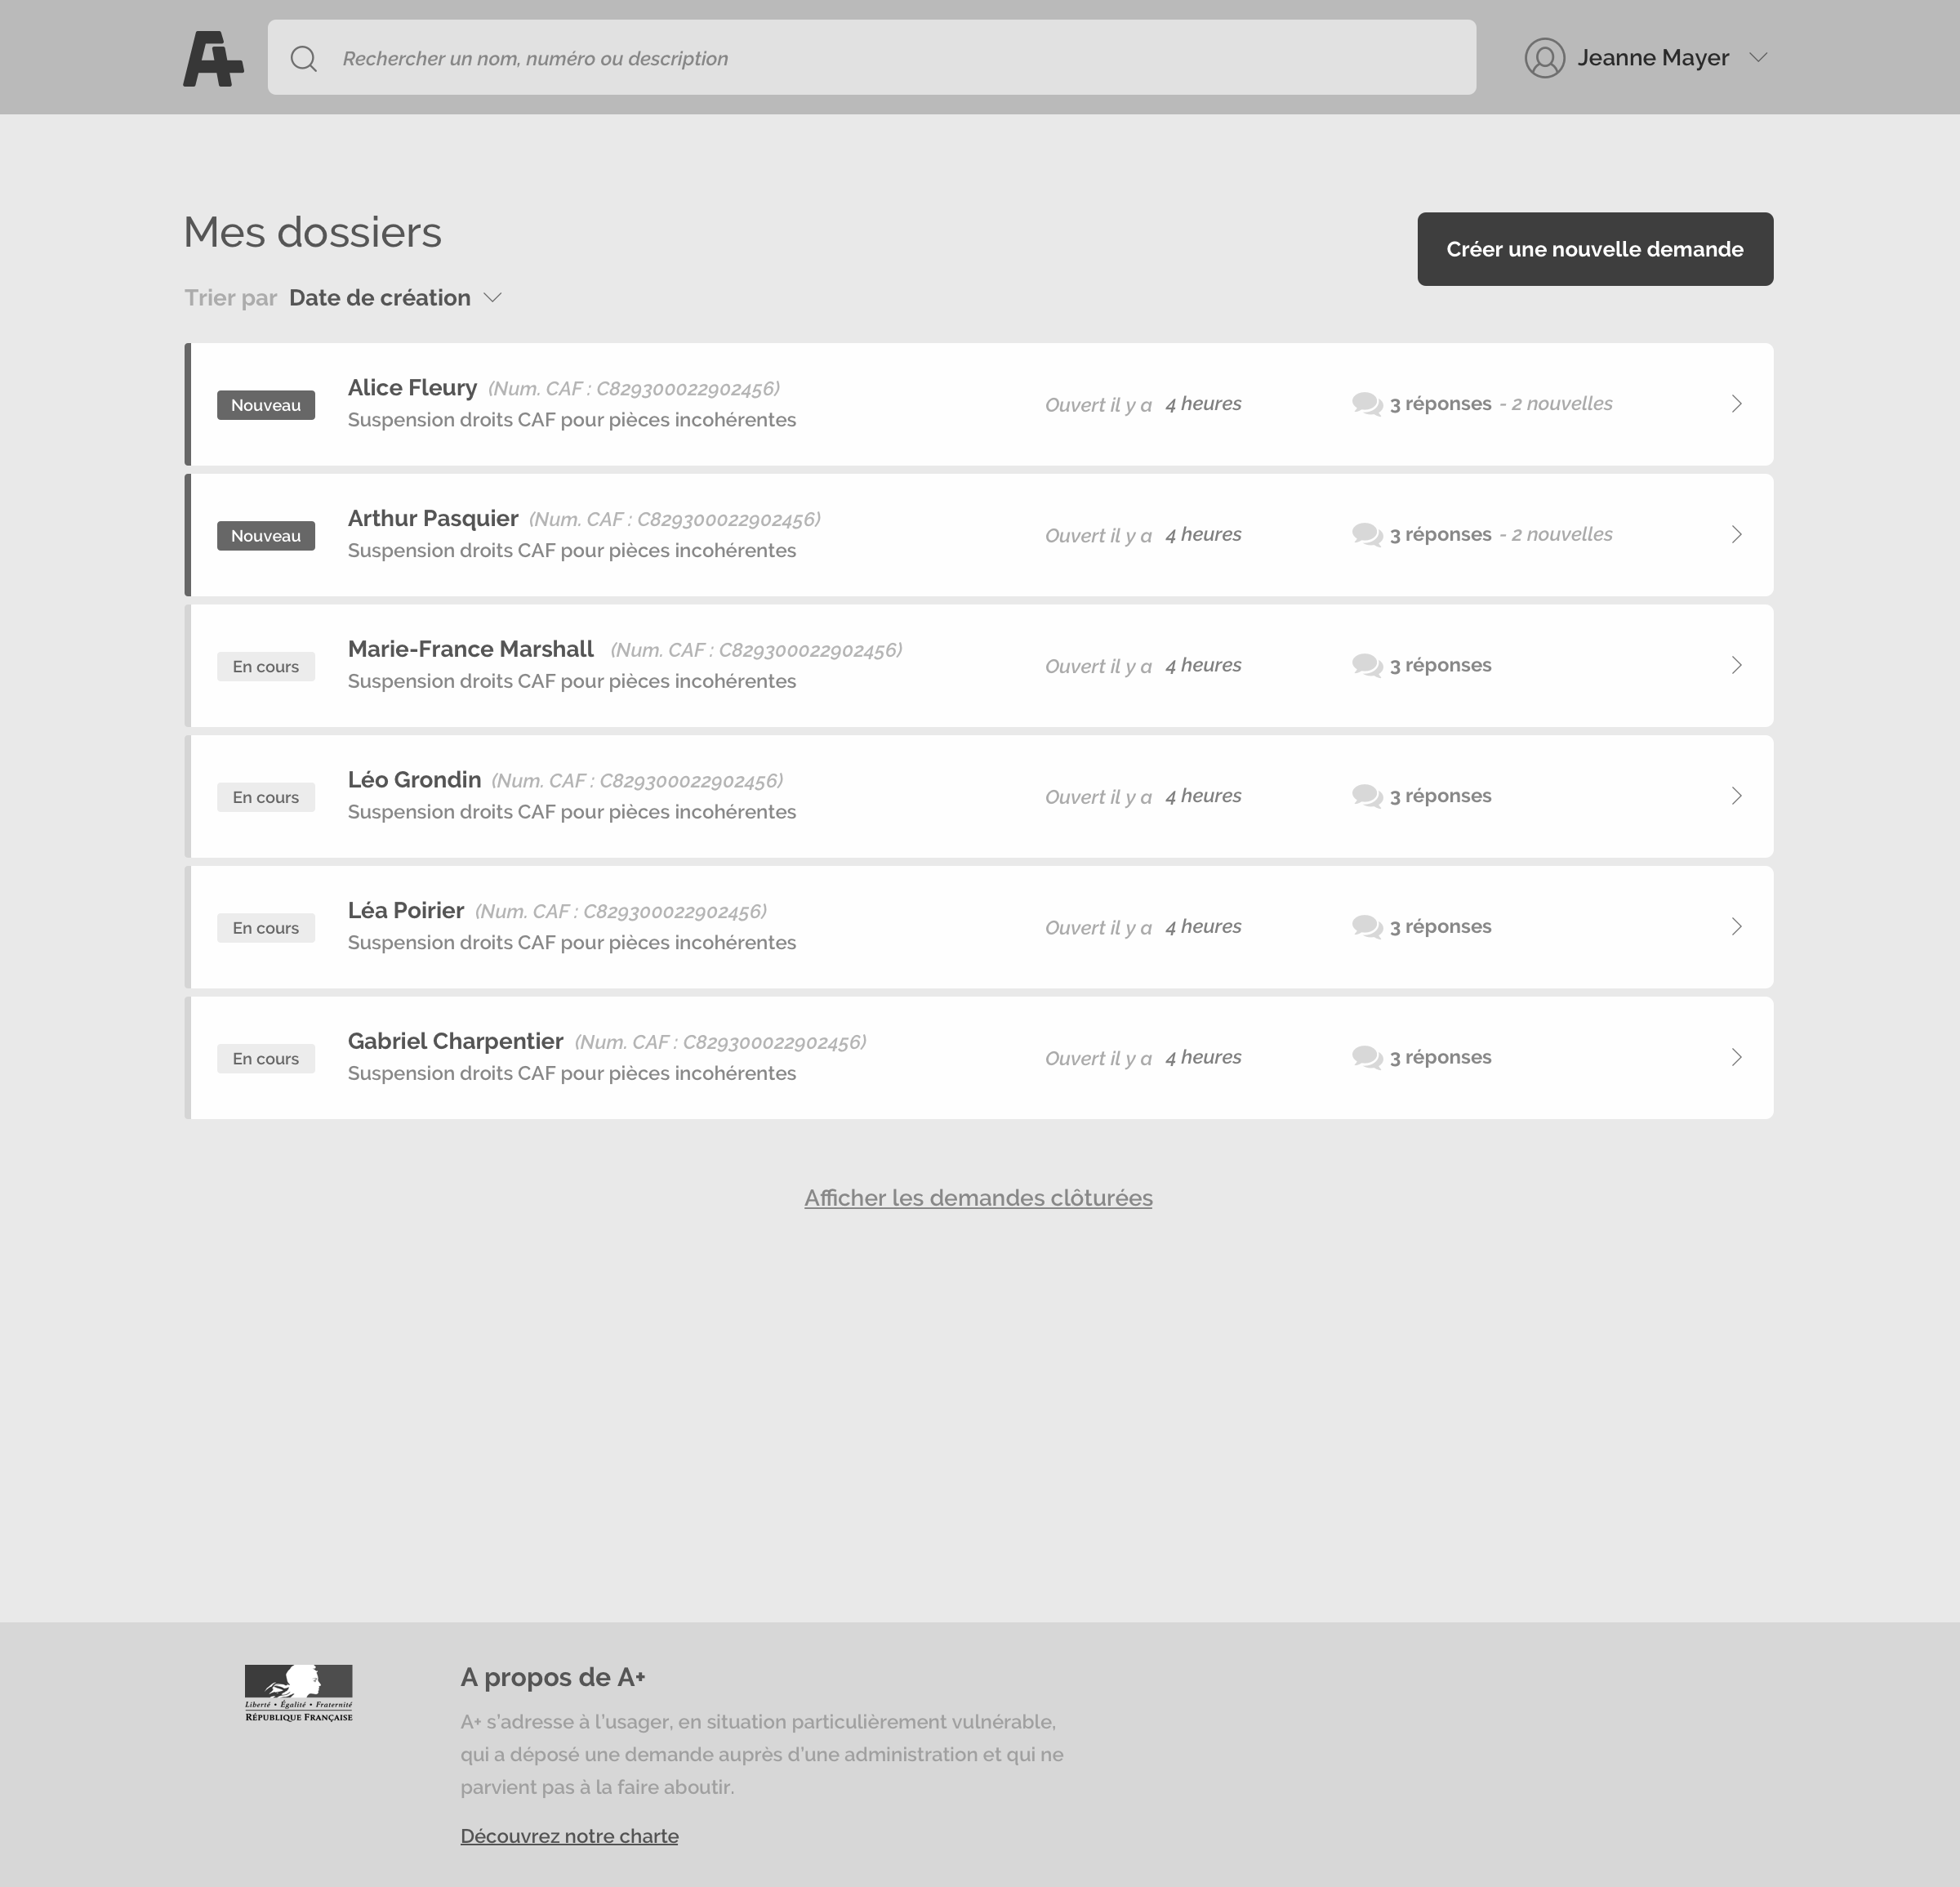 A+
Rechercher un nom, numéro ou description
Jeanne Mayer
Mes dossiers
Créer une nouvelle demande
Trier par Date de création
Nouveau
Alice Fleury (Num. CAF : C829300022902456)
Suspension droits CAF pour pièces incohérentes
Ouvert il y a 4 heures
3 réponses - 2 nouvelles
Nouveau
Arthur Pasquier (Num. CAF : C829300022902456)
Suspension droits CAF pour pièces incohérentes
Ouvert il y a 4 heures
3 réponses - 2 nouvelles
En cours
Marie-France Marshall (Num. CAF : C829300022902456)
Suspension droits CAF pour pièces incohérentes
Ouvert il y a 4 heures
3 réponses
En cours
Léo Grondin (Num. CAF : C829300022902456)
Suspension droits CAF pour pièces incohérentes
Ouvert il y a 4 heures
3 réponses
En cours
Léa Poirier (Num. CAF : C829300022902456)
Suspension droits CAF pour pièces incohérentes
Ouvert il y a 4 heures
3 réponses
En cours
Gabriel Charpentier (Num. CAF : C829300022902456)
Suspension droits CAF pour pièces incohérentes
Ouvert il y a 4 heures
3 réponses
Afficher les demandes clôturées
Liberté • Égalité • Fraternité
RÉPUBLIQUE FRANÇAISE
A propos de A+
A+ s’adresse à l’usager, en situation particulièrement vulnérable,
qui a déposé une demande auprès d’une administration et qui ne
parvient pas à la faire aboutir.
Découvrez notre charte